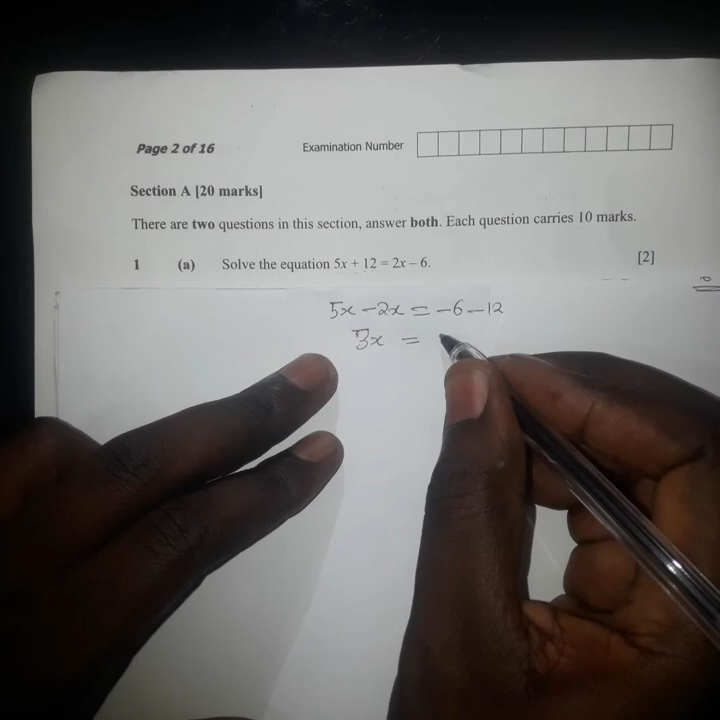 Page 2 of 16 Examination Number
Section A [20 marks]
There are two questions in this section, answer both. Each question carries 10 marks.
1 (a) Solve the equation 5x + 12 = 2x – 6. [2]
5x - 2x = -6 - 12
3x =